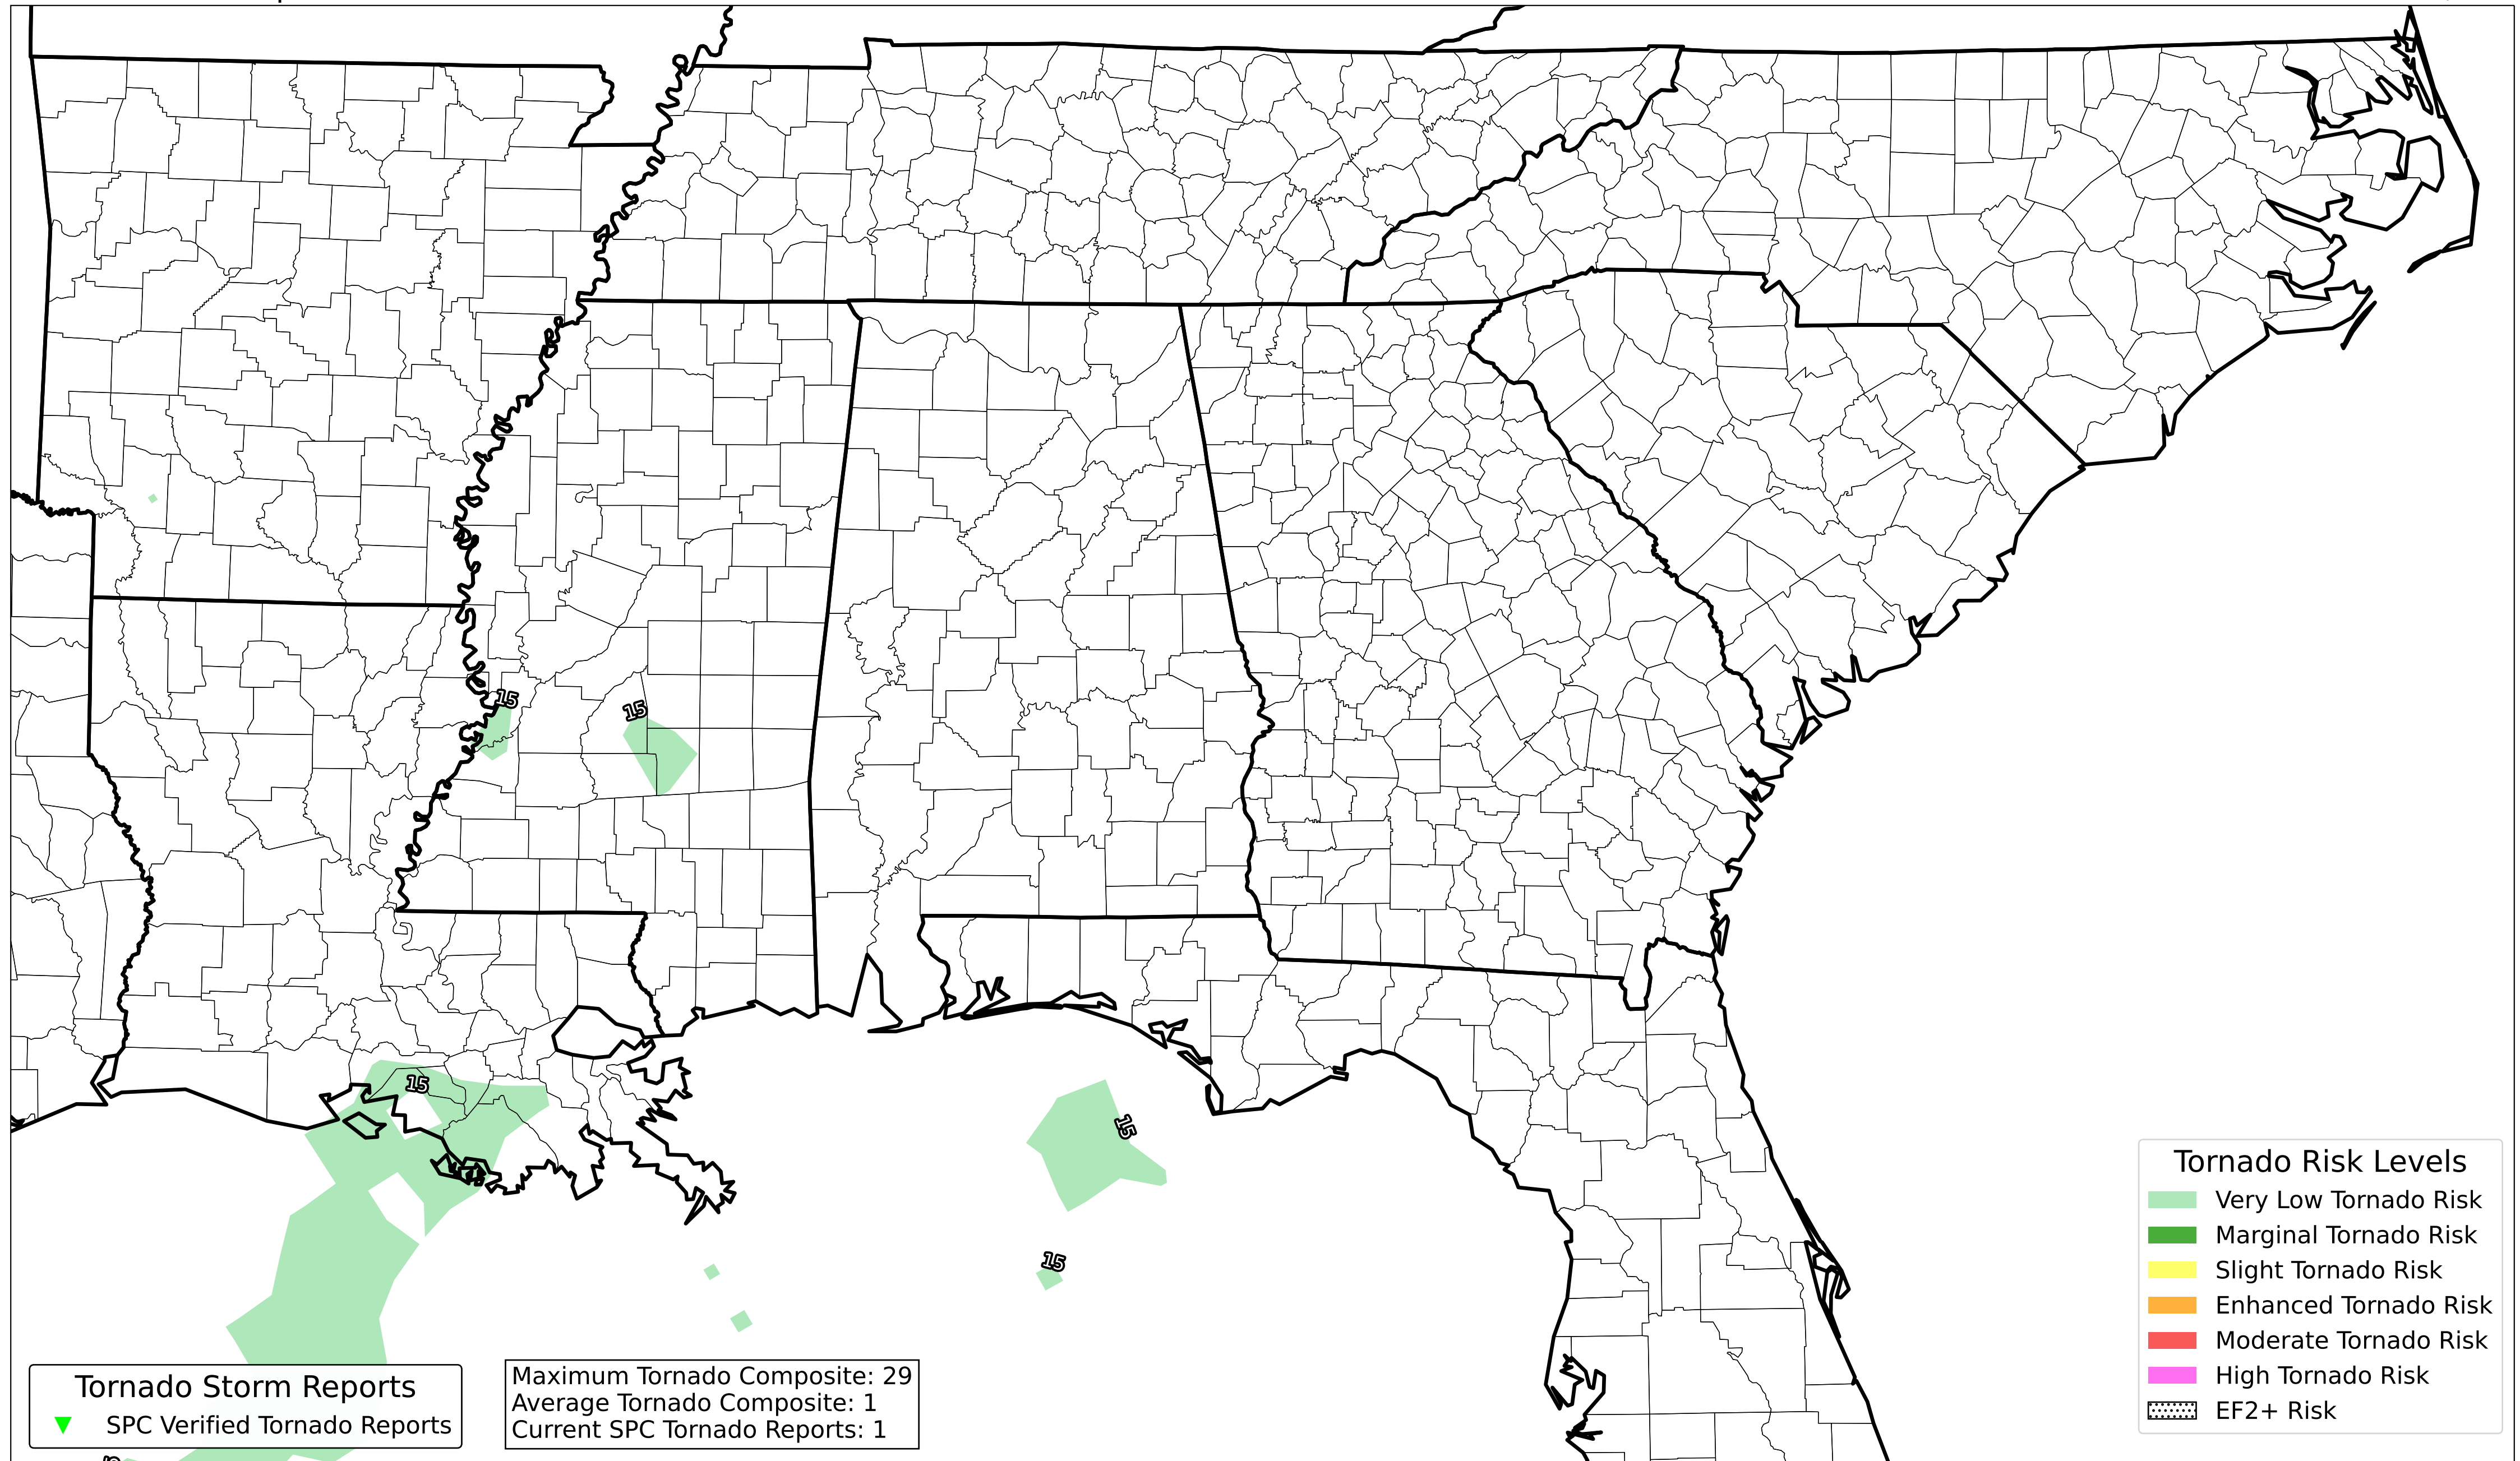 15
15
15
15
15
Tornado Risk Levels
Very Low Tornado Risk
Marginal Tornado Risk
Slight Tornado Risk
Enhanced Tornado Risk
Moderate Tornado Risk
High Tornado Risk
EF2+ Risk
Tornado Storm Reports
SPC Verified Tornado Reports
Maximum Tornado Composite: 29
Average Tornado Composite: 1
Current SPC Tornado Reports: 1